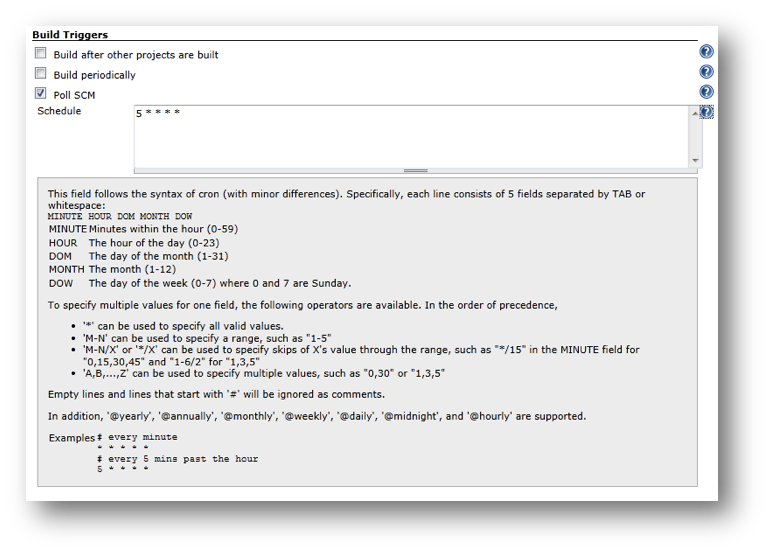 Build Triggers
Build after other projects are built
Build periodically
Poll SCM
Schedule
5 * * * *
This field follows the syntax of cron (with minor differences). Specifically, each line consists of 5 fields separated by TAB or
whitespace:
MINUTE HOUR DOM MONTH DOW
MINUTE Minutes within the hour (0-59)
HOUR The hour of the day (0-23)
DOM The day of the month (1-31)
MONTH The month (1-12)
DOW The day of the week (0-7) where 0 and 7 are Sunday.
To specify multiple values for one field, the following operators are available. In the order of precedence,
• '*' can be used to specify all valid values.
• 'M-N' can be used to specify a range, such as "1-5"
• 'M-N/X' or '*/X' can be used to specify skips of X's value through the range, such as "*/15" in the MINUTE field for
"0,15,30,45" and "1-6/2" for "1,3,5"
• 'A,B,...,Z' can be used to specify multiple values, such as "0,30" or "1,3,5"
Empty lines and lines that start with '#' will be ignored as comments.
In addition, '@yearly', '@annually', '@monthly', '@weekly', '@daily', '@midnight', and '@hourly' are supported.
Examples # every minute
* * * * *
# every 5 mins past the hour
5 * * * *